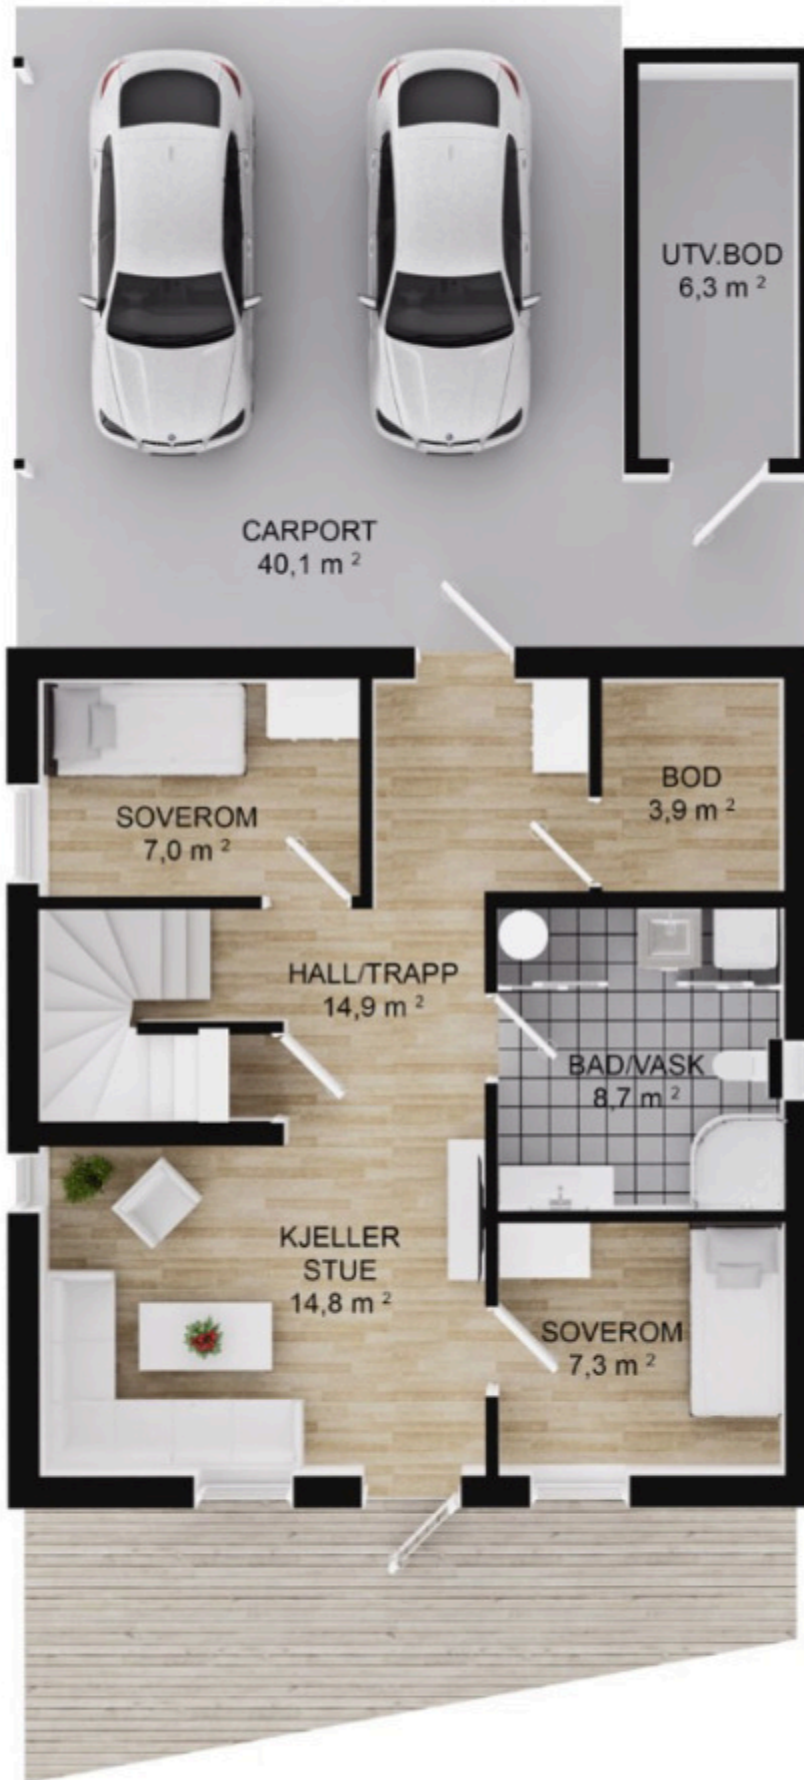 UTV.BOD
6,3 m ²
CARPORT
40,1 m ²
BOD
3,9 m ²
SOVEROM
7,0 m ²
HALL/TRAPP
14,9 m ²
BAD/VASK
8,7 m ²
KJELLER
STUE
14,8 m ²
SOVEROM
7,3 m ²